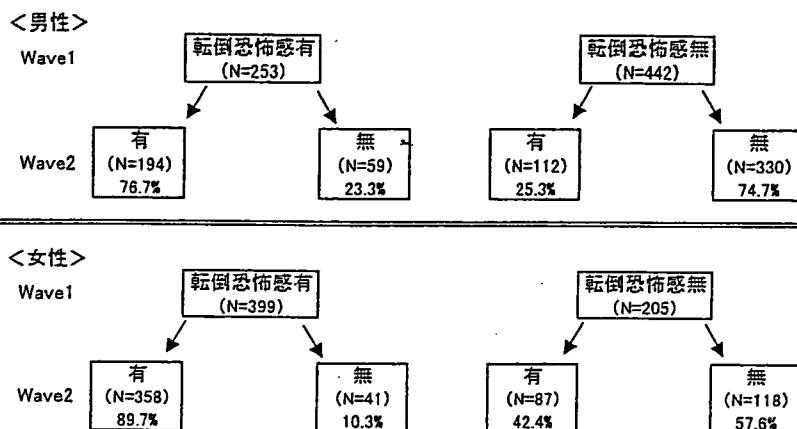 <男性>
Wave1
転倒恐怖感有
(N=253)
転倒恐怖感無
(N=442)
Wave2
有
(N=194)
76.7%
無
(N=59)
23.3%
有
(N=112)
25.3%
無
(N=330)
74.7%
<女性>
Wave1
転倒恐怖感有
(N=399)
転倒恐怖感無
(N=205)
Wave2
有
(N=358)
89.7%
無
(N=41)
10.3%
有
(N=87)
42.4%
無
(N=118)
57.6%